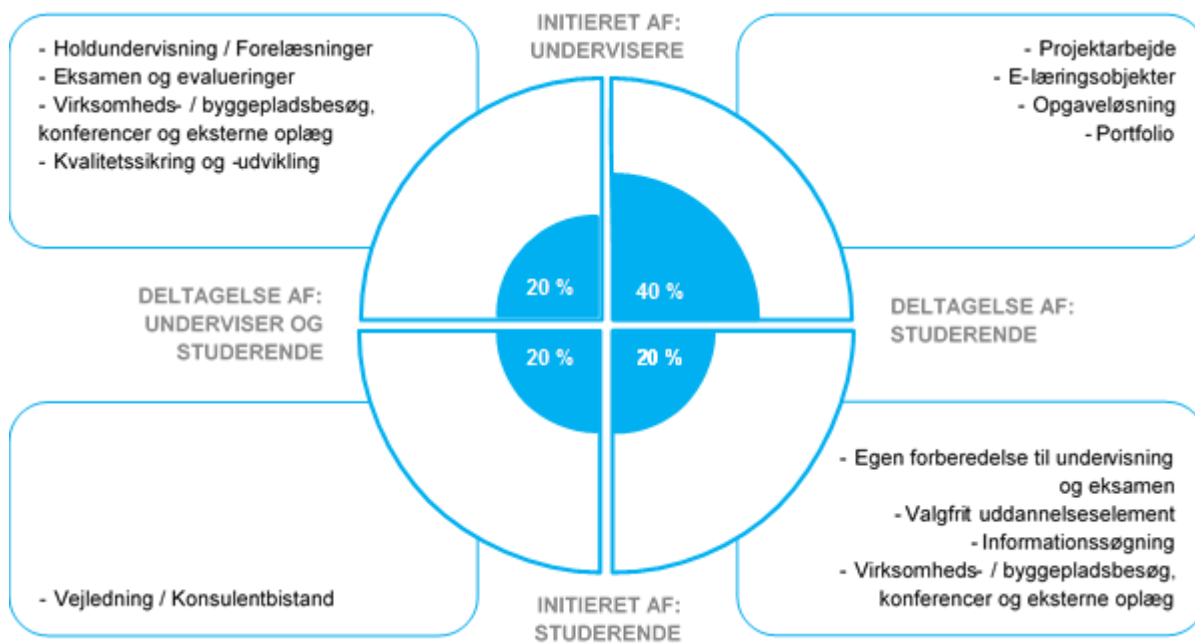 INITIERET AF:
UNDERVISERE
- Holdundervisning / Forelæsninger
- Eksamen og evalueringer
- Virksomheds- / byggepladsbesøg,
konferencer og eksterne oplæg
- Kvalitetssikring og -udvikling
- Projektarbejde
- E-læringsobjekter
- Opgaveløsning
- Portfolio
20 %
40 %
DELTAGELSE AF:
UNDERVISER OG
STUDERENDE
DELTAGELSE AF:
STUDERENDE
20 %
20 %
- Vejledning / Konsulentbistand
- Egen forberedelse til undervisning
og eksamen
- Valgfrit uddannelseselement
- Informationssøgning
- Virksomheds- / byggepladsbesøg,
konferencer og eksterne oplæg
INITIERET AF:
STUDERENDE